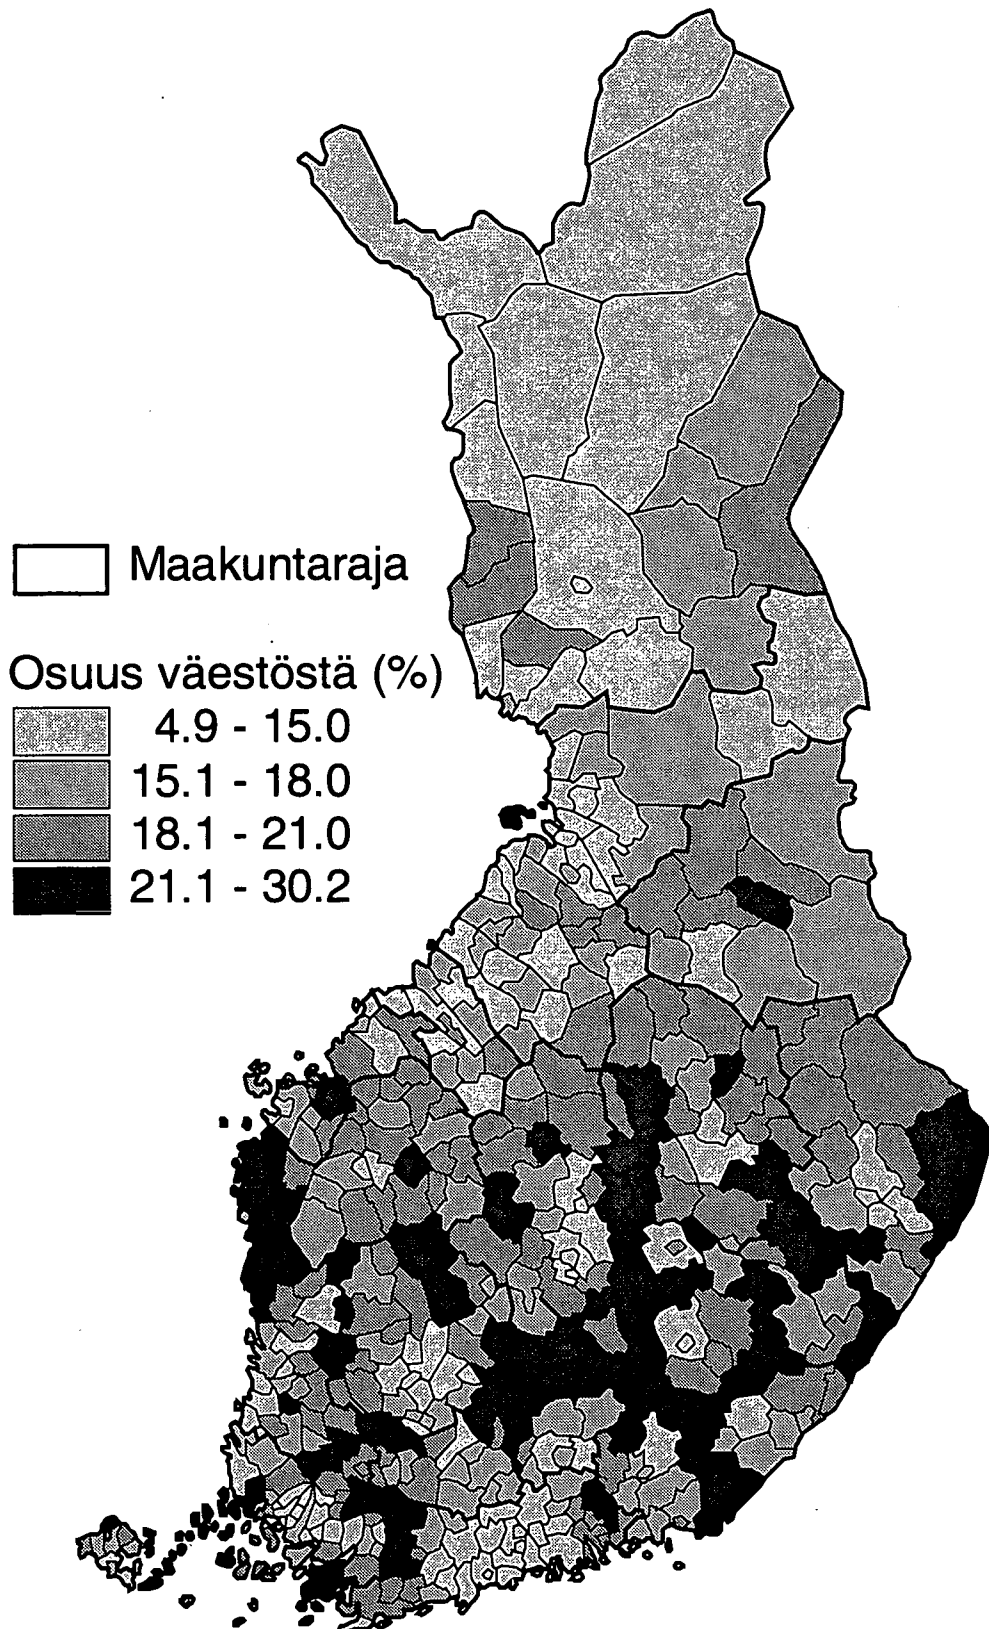 Maakuntaraja
Osuus väestöstä (%)
4.9 - 15.0
15.1 - 18.0
18.1 - 21.0
21.1 - 30.2